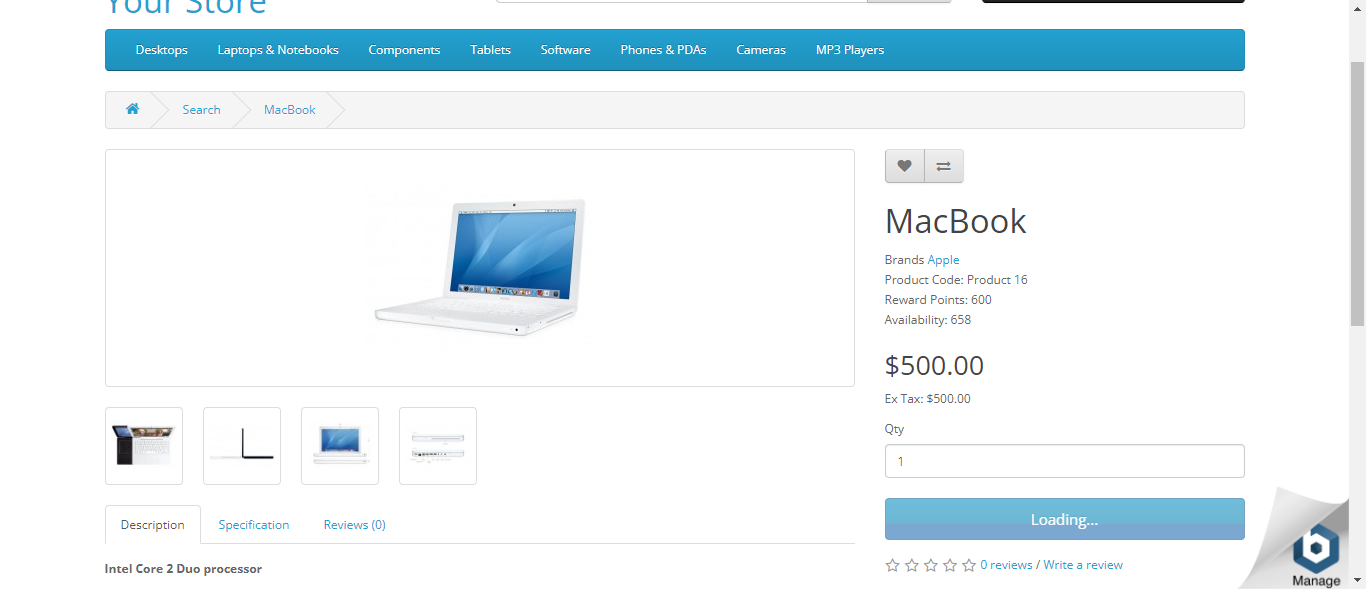 Your Store
Desktops Laptops & Notebooks Components Tablets Software Phones & PDAs Cameras MP3 Players
Search MacBook
MacBook
Brands Apple
Product Code: Product 16
Reward Points: 600
Availability: 658
$500.00
Ex Tax: $500.00
Qty
1
Loading...
0 reviews / Write a review
Description Specification Reviews (0)
Intel Core 2 Duo processor
Manage